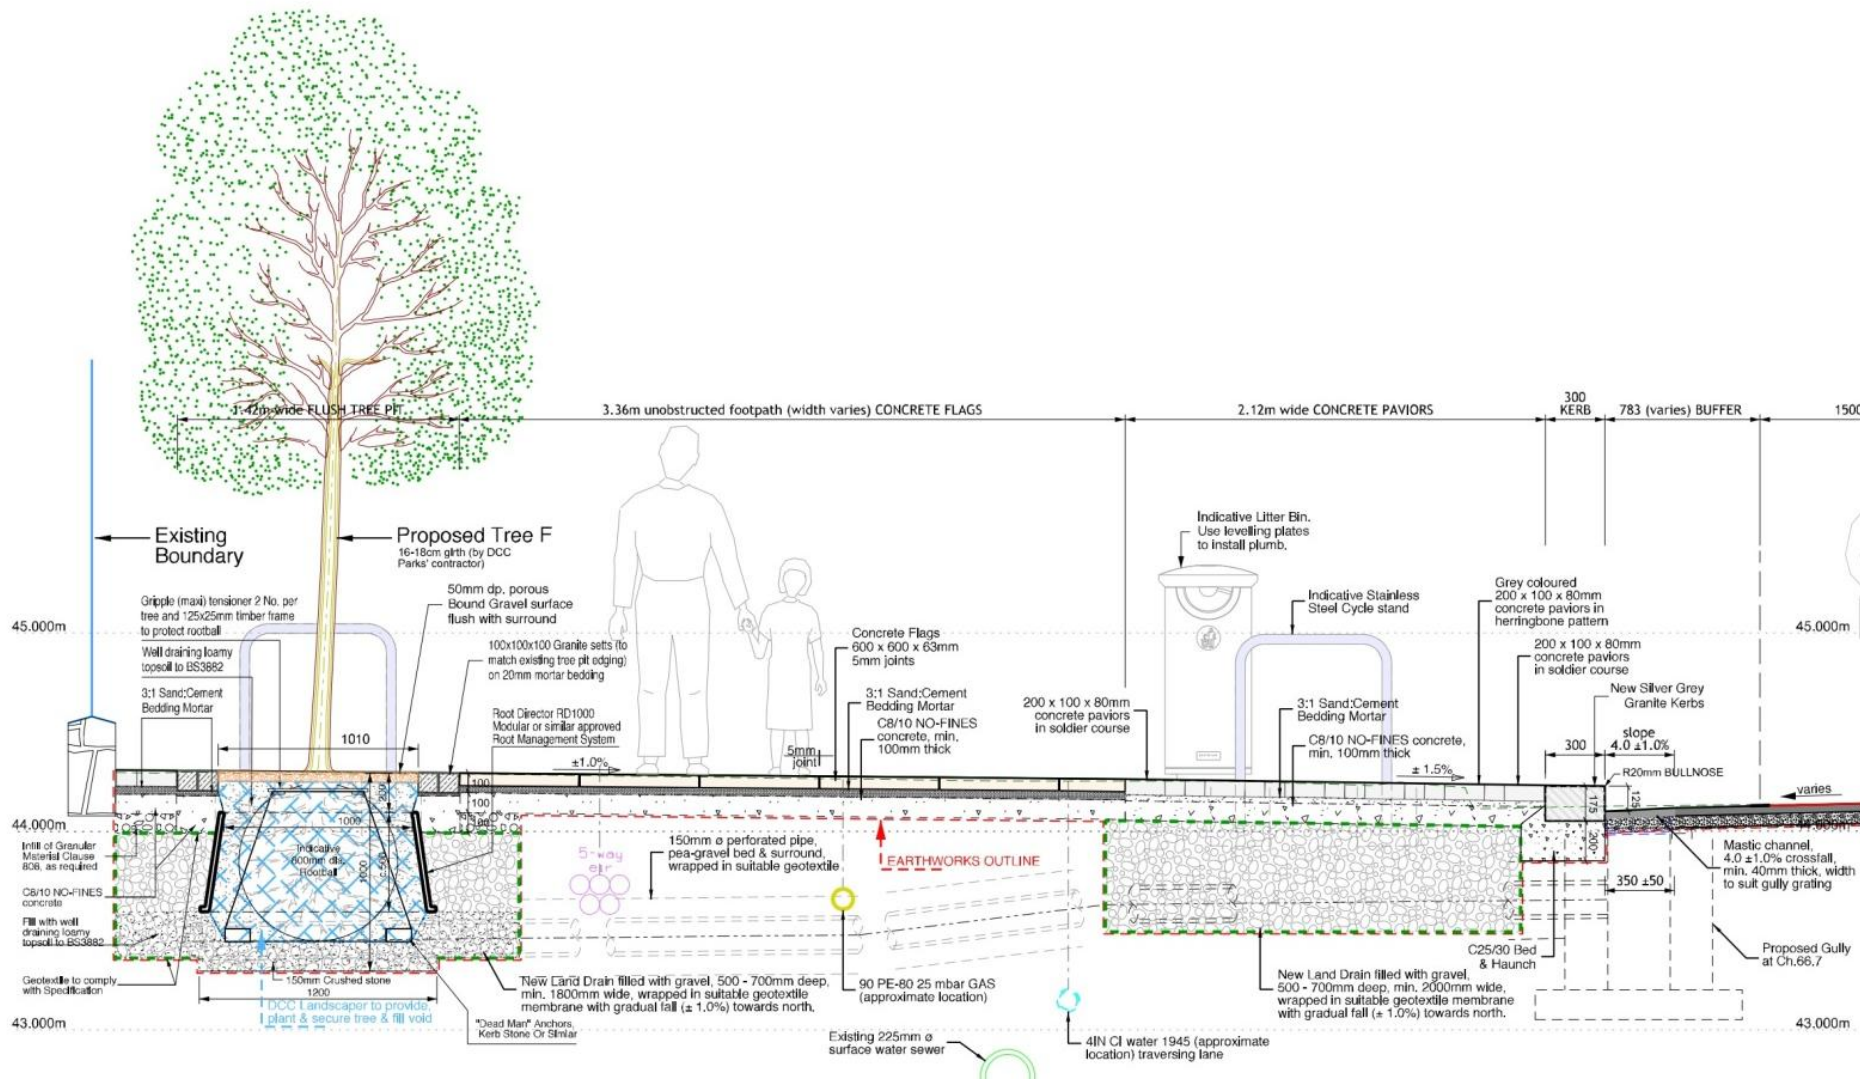 1.42m wide FLUSH TREE PIT
3.36m unobstructed footpath (width varies) CONCRETE FLAGS
2.12m wide CONCRETE PAVIORS
300
KERB
783 (varies) BUFFER
1500
Existing
Boundary
Proposed Tree F
16-18cm girth (by DCC
Parks' contractor)
Indicative Litter Bin.
Use levelling plates
to install plumb.
Gripple (maxi) tensioner 2 No. per
tree and 125x25mm timber frame
to protect rootball
50mm dp. porous
Bound Gravel surface
flush with surround
Indicative Stainless
Steel Cycle stand
Grey coloured
200 x 100 x 80mm
concrete paviors in
herringbone pattern
45.000m
45.000m
Well draining loamy
topsoil to BS3882
100x100x100 Granite setts (to
match existing tree pit edging)
on 20mm mortar bedding
Concrete Flags
600 x 600 x 63mm
5mm joints
200 x 100 x 80mm
concrete paviors
in soldier course
3:1 Sand:Cement
Bedding Mortar
Root Director RD1000
Modular or similar approved
Root Management System
3:1 Sand:Cement
Bedding Mortar
C8/10 NO-FINES
concrete, min.
100mm thick
200 x 100 x 80mm
concrete paviors
in soldier course
3:1 Sand:Cement
Bedding Mortar
C8/10 NO-FINES concrete,
min. 100mm thick
New Silver Grey
Granite Kerbs
slope
4.0 ±1.0%
300
R20mm BULLNOSE
1010
5mm
joint
±1.0%
± 1.5%
varies
100
100
100
1000
1000
175
125
200
44.000m
44.000m
Infill of Granular
Material Clause
808, as required
Indicative
600mm dia.
Rootball
5-way
eir
150mm ø perforated pipe,
pea-gravel bed & surround,
wrapped in suitable geotextile
EARTHWORKS OUTLINE
Mastic channel,
4.0 ±1.0% crossfall,
min. 40mm thick, width
to suit gully grating
350 ±50
C8/10 NO-FINES
concrete
Fill with well
draining loamy
topsoil to BS3882
Geotextile to comply
with Specification
150mm Crushed stone
1200
DCC Landscaper to provide,
plant & secure tree & fill void
"Dead Man" Anchors,
Kerb Stone Or Similar
New Land Drain filled with gravel, 500 - 700mm deep,
min. 1800mm wide, wrapped in suitable geotextile
membrane with gradual fall (± 1.0%) towards north.
90 PE-80 25 mbar GAS
(approximate location)
C25/30 Bed
& Haunch
Proposed Gully
at Ch.66.7
New Land Drain filled with gravel,
500 - 700mm deep, min. 2000mm wide,
wrapped in suitable geotextile membrane
with gradual fall (± 1.0%) towards north.
43.000m
43.000m
Existing 225mm ø
surface water sewer
4IN CI water 1945 (approximate
location) traversing lane